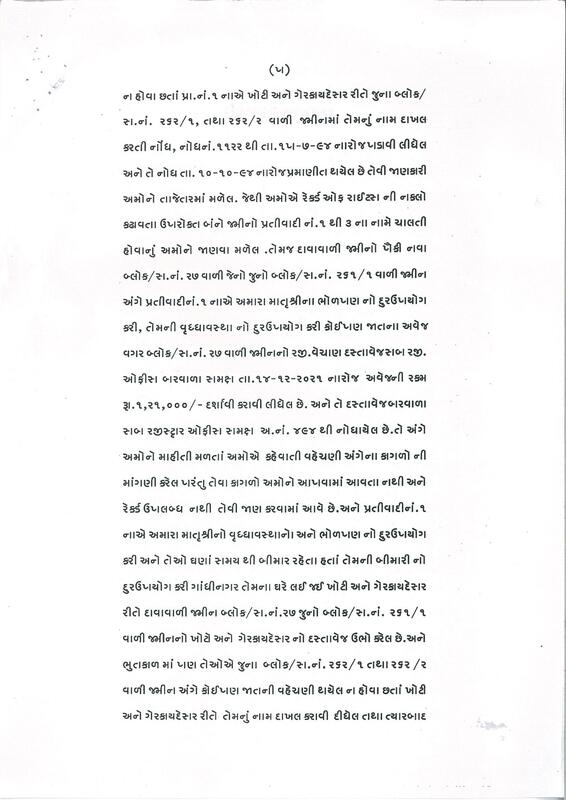 (૫)
ન હોવા છતાં પ્રા.નં.૧ નાએ ખોટી અને ગેરકાયદેસર રીતે જુના બ્લોક/
સ.નં. ૨૬૨/૧, તથા ૨૬૨/૨ વાળી જમીનમાં તેમનું નામ દાખલ
કરતી નોંધ, નોધનં.૧૧૨૨ થી તા.૧૫-૭-૯૪ નારોજખડાવી લીધેલ
અને તે નોધ તા. ૧૦-૧૦-૯૪ નારોજપ્રમાણીત થયેલ છે તેવી જાણકારી
અમોને તાજેતરમાં મળેલ. જેથી અમોએ રેકર્ડ ઓફ રાઈટ્સ ની નકલો
કઢાવતા ઉપરોકત બંને જમીનો પ્રતીવાદી નં.૧ થી ૩ ના નામે ચાલતી
હોવાનુ અમોને જાણવા મળેલ .તેમજ દાવાવાળી જમીનો પૈકી નવા
બ્લોક/સ.નં. ૨૭ વાળી જેનો જુનો બ્લોક/સ.નં. ૨૬૧/૧ વાળી જમીન
અંગે પ્રતીવાદીનં.૧ નાએ અમારા માતૃશ્રીના ભોળપણ નો દુરઉપયોગ
કરી, તેમની વૃધ્ધાવસ્થા નો દુરઉપયોગ કરી કોઈપણ જાતના અવેજ
વગર બ્લોક/સ.નં. ૨૭ વાળી જમીનનો રજી.વેચાણ દસ્તાવેજસબ રજી.
ઓફીસ બરવાળા સમક્ષ તા.૧૪-૧૨-૨૦૨૧ નારોજ અવેજની રકમ
રૂા.૧,૨૧,૦૦૦/- દર્શાવી કરાવી લીધેલ છે. અને તે દસ્તાવેજબરવાળા
સબ રજીસ્ટ્રાર ઓફીસ સમક્ષ અ.નં. ૪૯૪ થી નોધાયેલ છે.તે અંગે
અમોને માહીતી મળતાં અમોએ કહેવાતી વહેચણી અંગેના કાગળો ની
માંગણી કરેલ પરંતુ તેવા કાગળો અમોને આપવામાં આવતા નથી અને
રેકર્ડ ઉપલબ્ધ નથી તેવી જાણ કરવામાં આવે છે.અને પ્રતીવાદીનં.૧
નાએ અમારા માતૃશ્રીનો વૃધ્ધાવસ્થાનો અને ભોળપણ નો દુરઉપયોગ
કરી અને તેઓ ઘણાં સમય થી બીમાર રહેતા હતાં તેમની બીમારી નો
દુરઉપયોગ કરી ગાંધીનગર તેમના ઘરે લઈ જઈ ખોટી અને ગેરકાયદેસર
રીતે દાવાવાળી જમીન બ્લોક/સ.નં.૨૭ જુનો બ્લોક/સ.નં. ૨૬૧/૧
વાળી જમીનનો ખોટો અને ગેરકાયદેસર નો દસ્તાવેજ ઉભો કરેલ છે.અને
ભુતકાળ માં પણ તેઓએ જુના બ્લોક/સ.નં. ૨૬૨/૧ તથા ૨૬૨ /૨
વાળી જમીન અંગે કોઈપણ જાતની વહેચણી થયેલ ન હોવા છતાં ખોટી
અને ગેરકાયદેસર રીતે તેમનું નામ દાખલ કરાવી દીધેલ તથા ત્યારબાદ